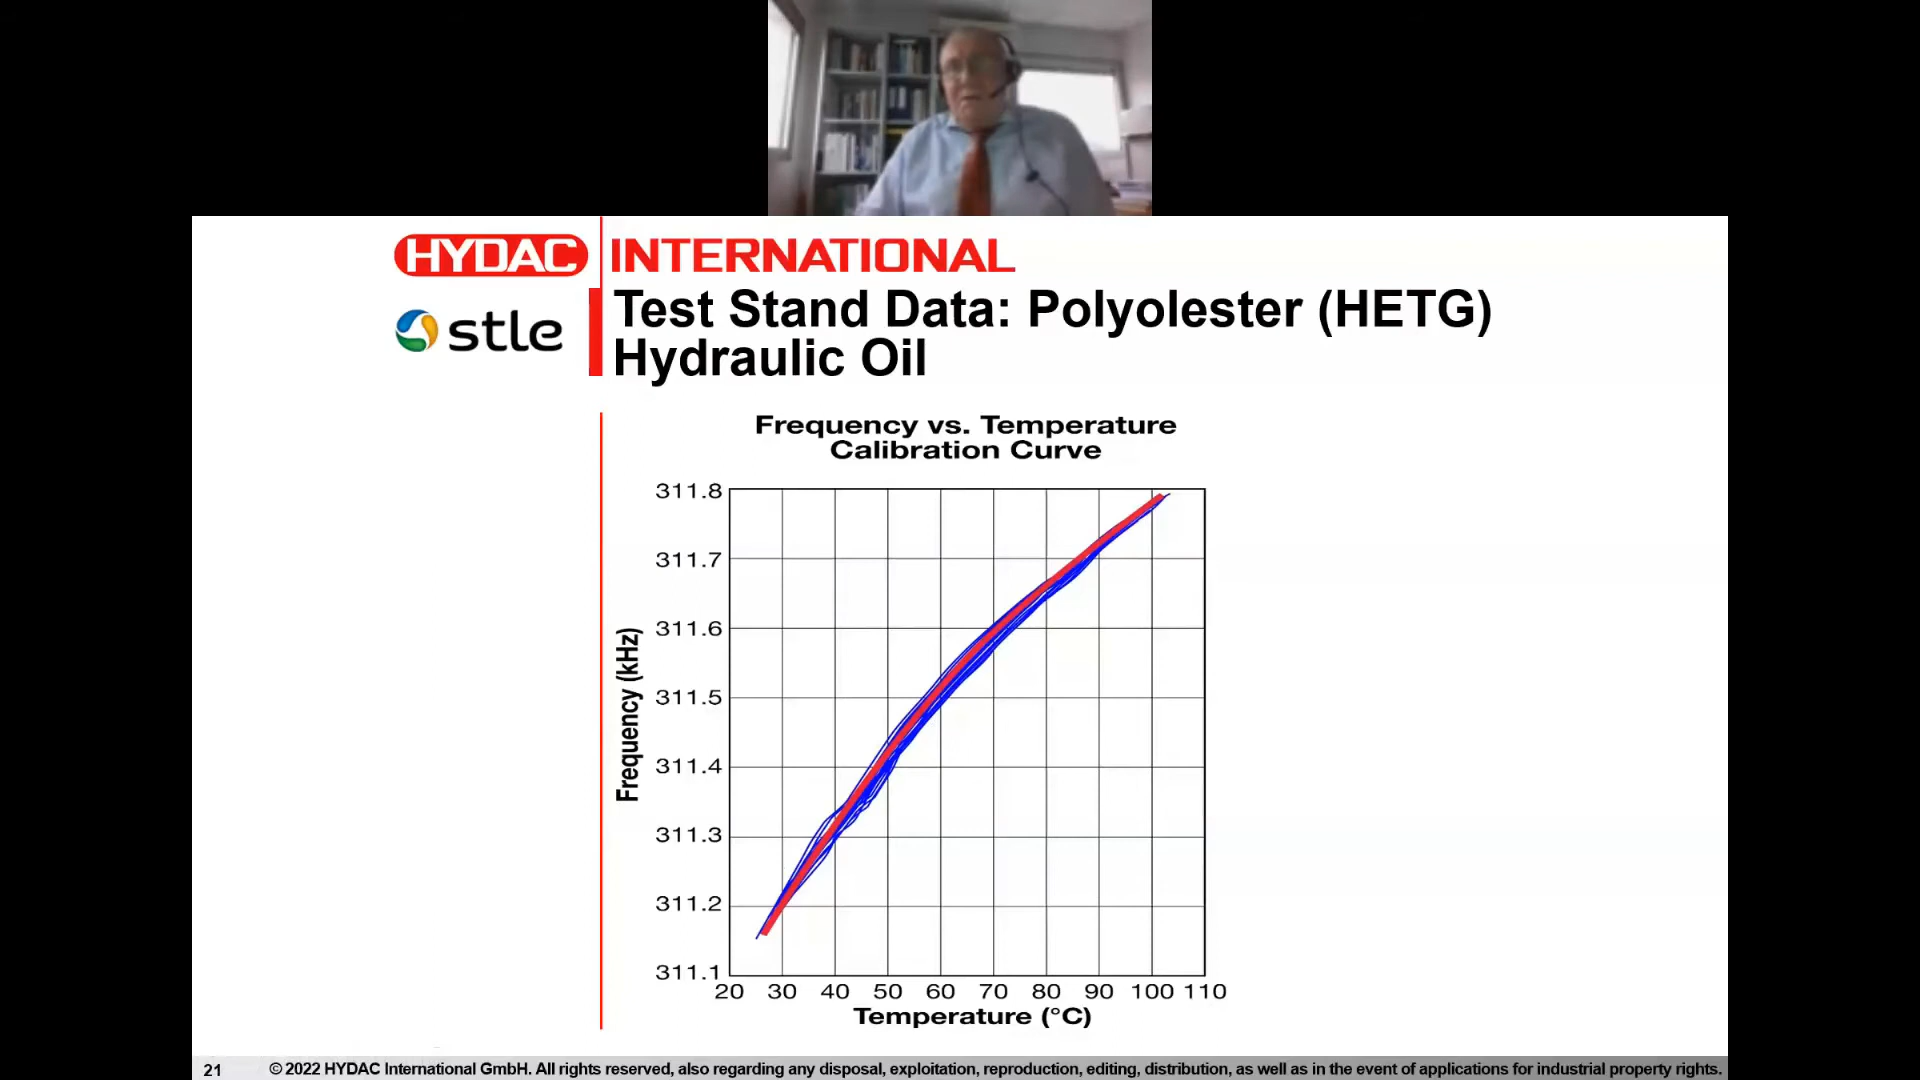 HYDAC INTERNATIONAL
stle
Test Stand Data: Polyolester (HETG)
Hydraulic Oil
Frequency vs. Temperature
Calibration Curve
Frequency (kHz)
311.8
311.7
311.6
311.5
311.4
311.3
311.2
311.1
20 30 40 50 60 70 80 90 100 110
Temperature (°C)
21 © 2022 HYDAC International GmbH. All rights reserved, also regarding any disposal, exploitation, reproduction, editing, distribution, as well as in the event of applications for industrial property rights.